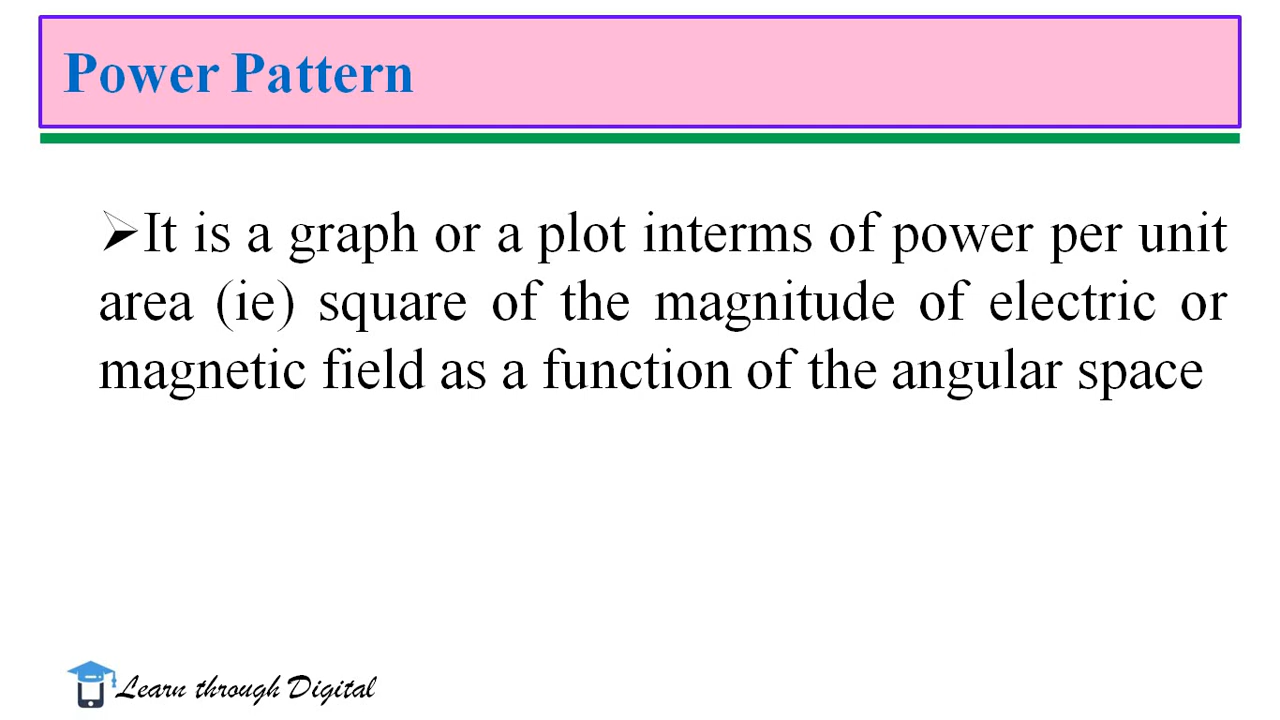 Power Pattern
➢It is a graph or a plot interms of power per unit
area (ie) square of the magnitude of electric or
magnetic field as a function of the angular space
Learn through Digital